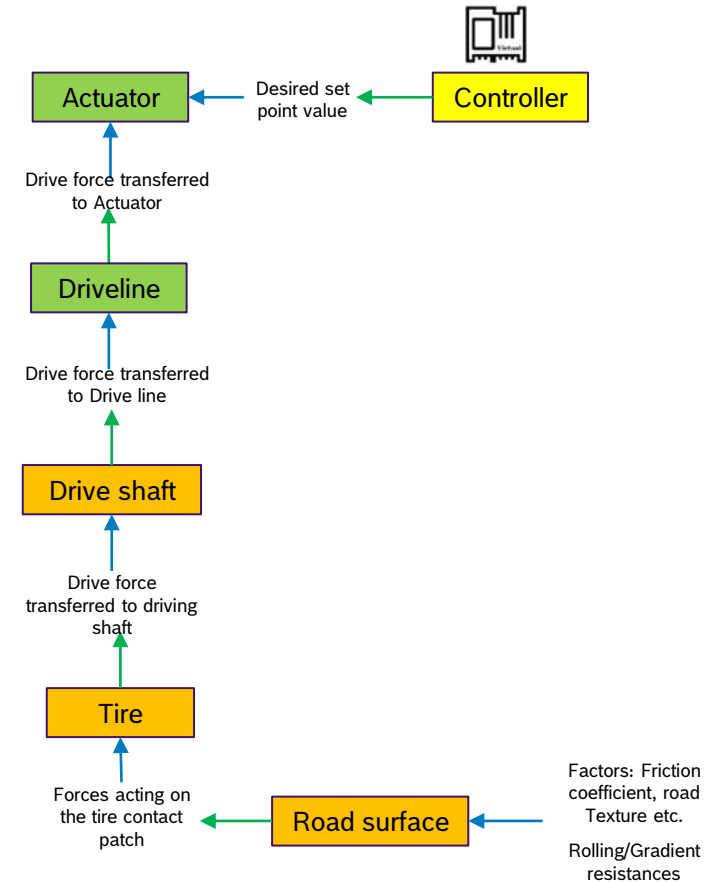 Virtual
Actuator
Desired set
point value
Controller
Drive force transferred
to Actuator
Driveline
Drive force transferred
to Drive line
Drive shaft
Drive force
transferred to driving
shaft
Tire
Forces acting on
the tire contact
patch
Road surface
Factors: Friction
coefficient, road
Texture etc.
Rolling/Gradient
resistances